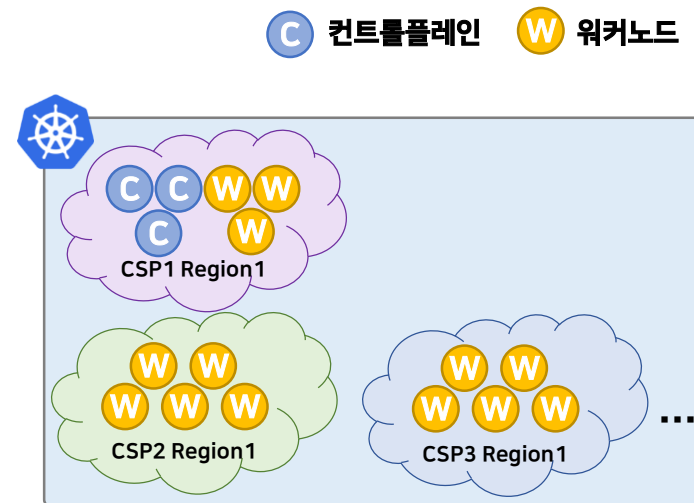 C 컨트롤플레인 W 워커노드
C C W W
C W
CSP1 Region1
W W
W W W
CSP2 Region1
W W
W W W
CSP3 Region1
...